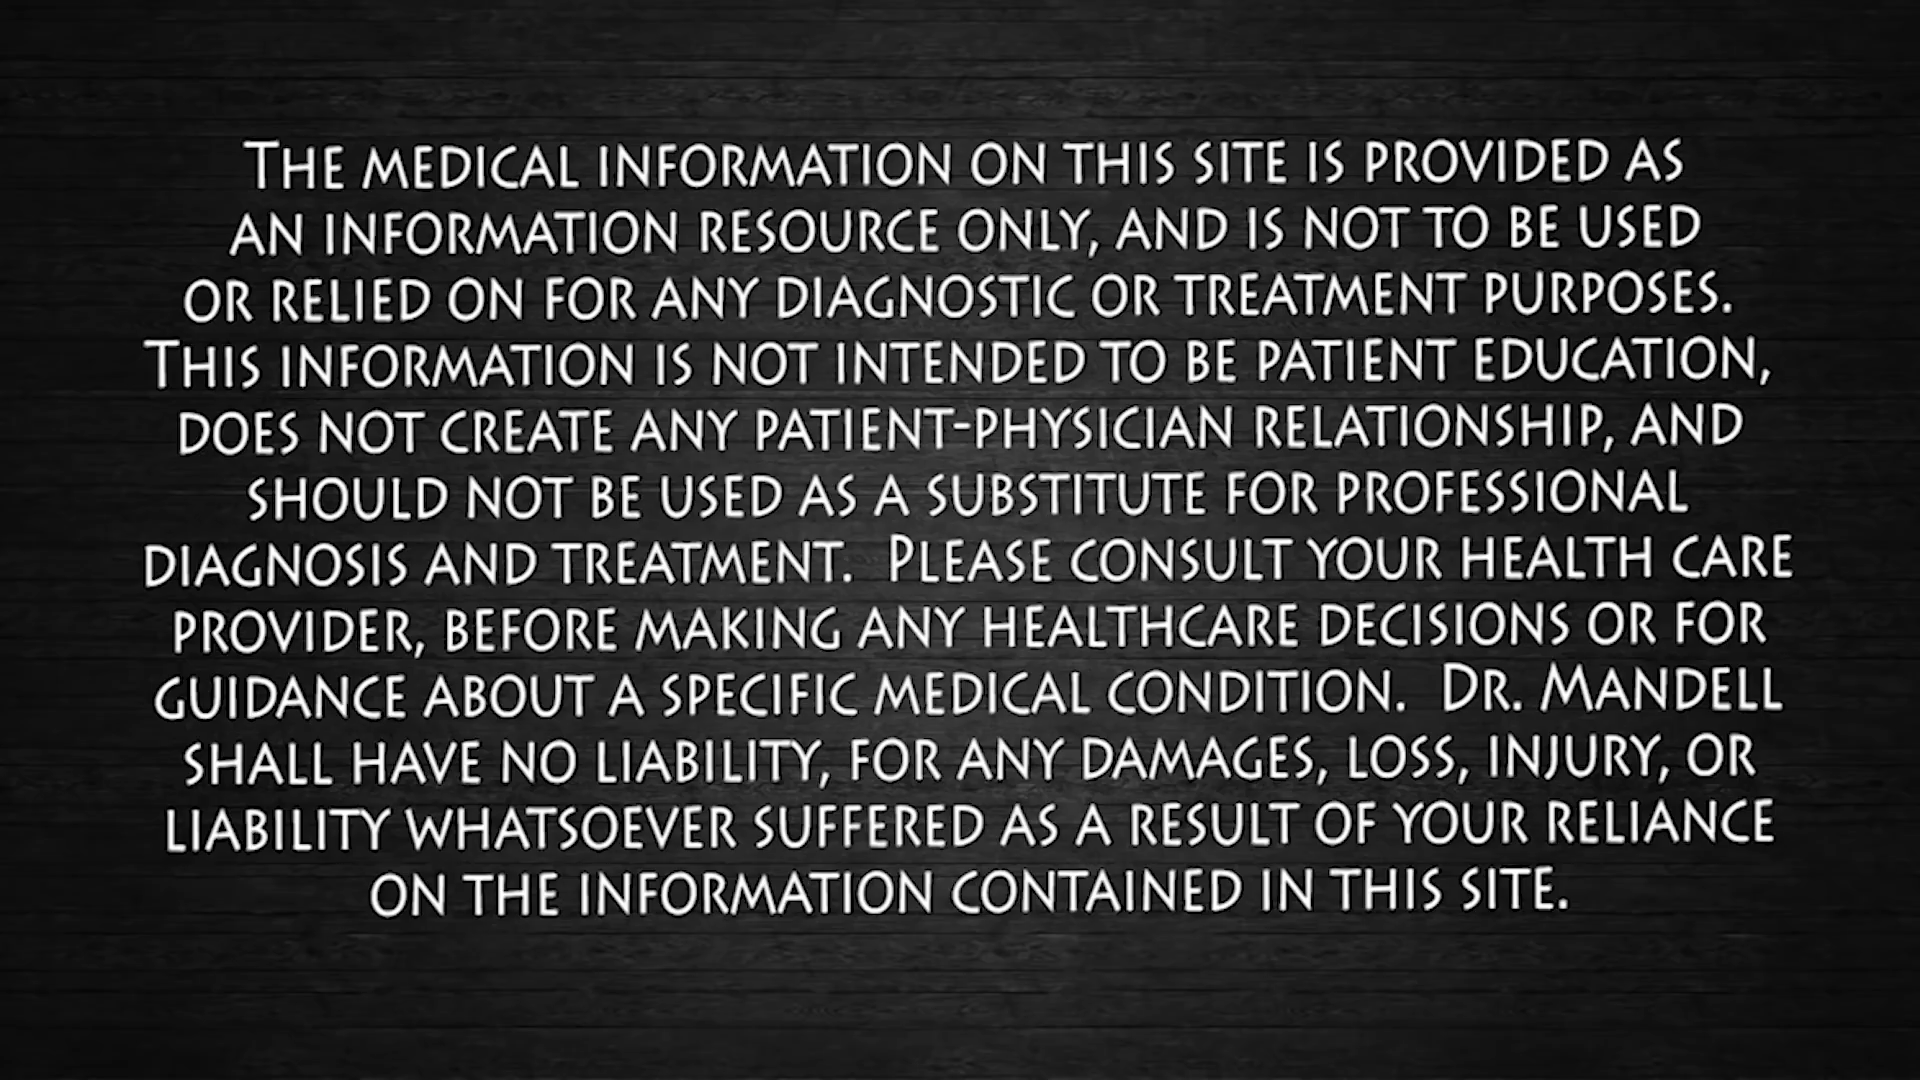 The medical information on this site is provided as
an information resource only, and is not to be used
or relied on for any diagnostic or treatment purposes.
This information is not intended to be patient education,
does not create any patient-physician relationship, and
should not be used as a substitute for professional
diagnosis and treatment.  Please consult your health care
provider, before making any healthcare decisions or for
guidance about a specific medical condition.  Dr. Mandell
shall have no liability, for any damages, loss, injury, or
liability whatsoever suffered as a result of your reliance
on the information contained in this site.